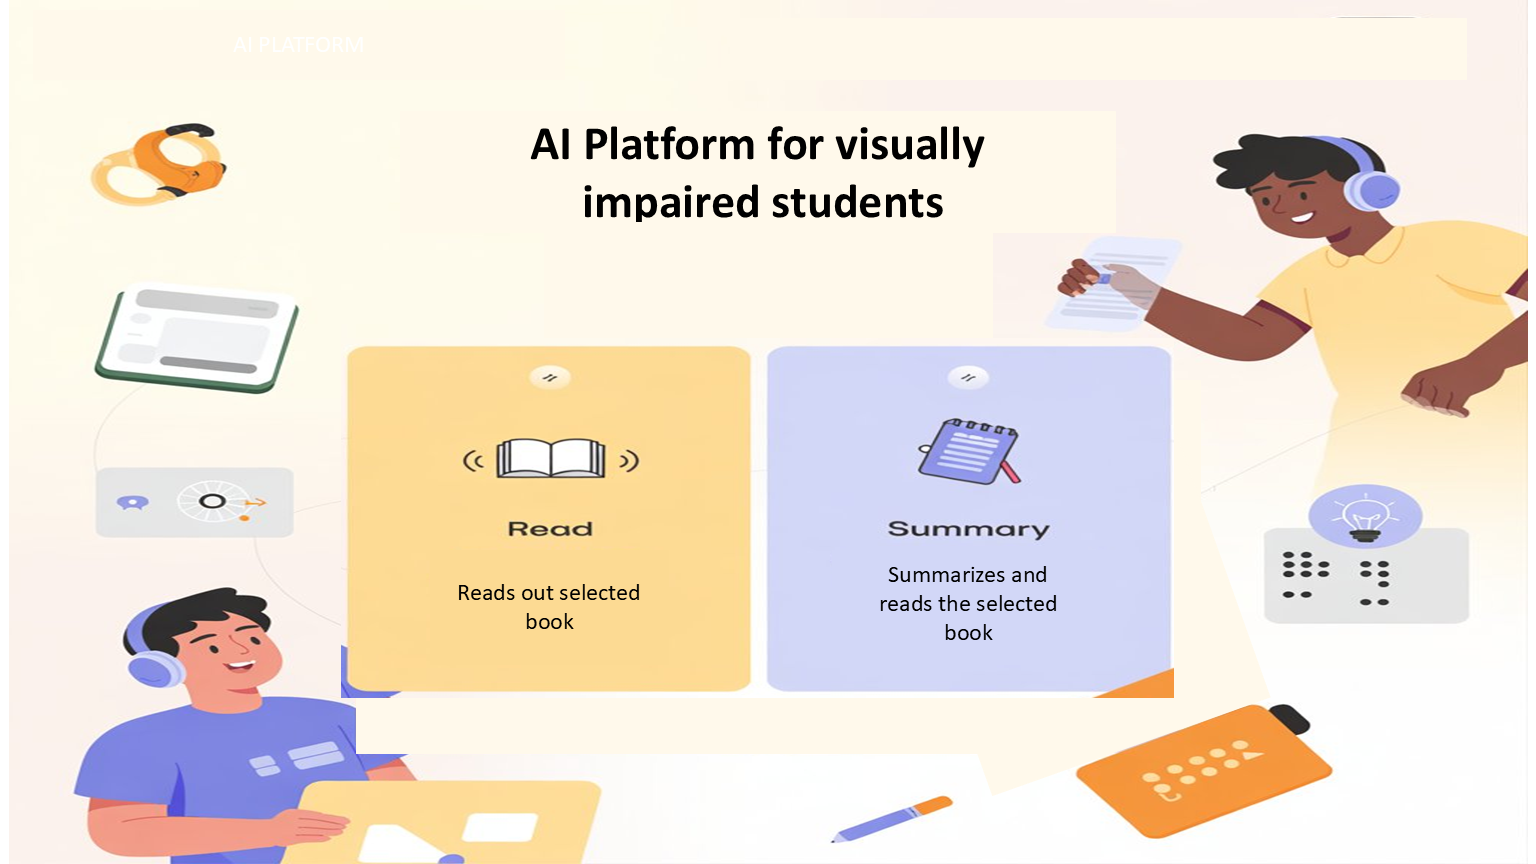 AI PLATFORM
AI Platform for visually
impaired students
Read
Reads out selected
book
Summary
Summarizes and
reads the selected
book